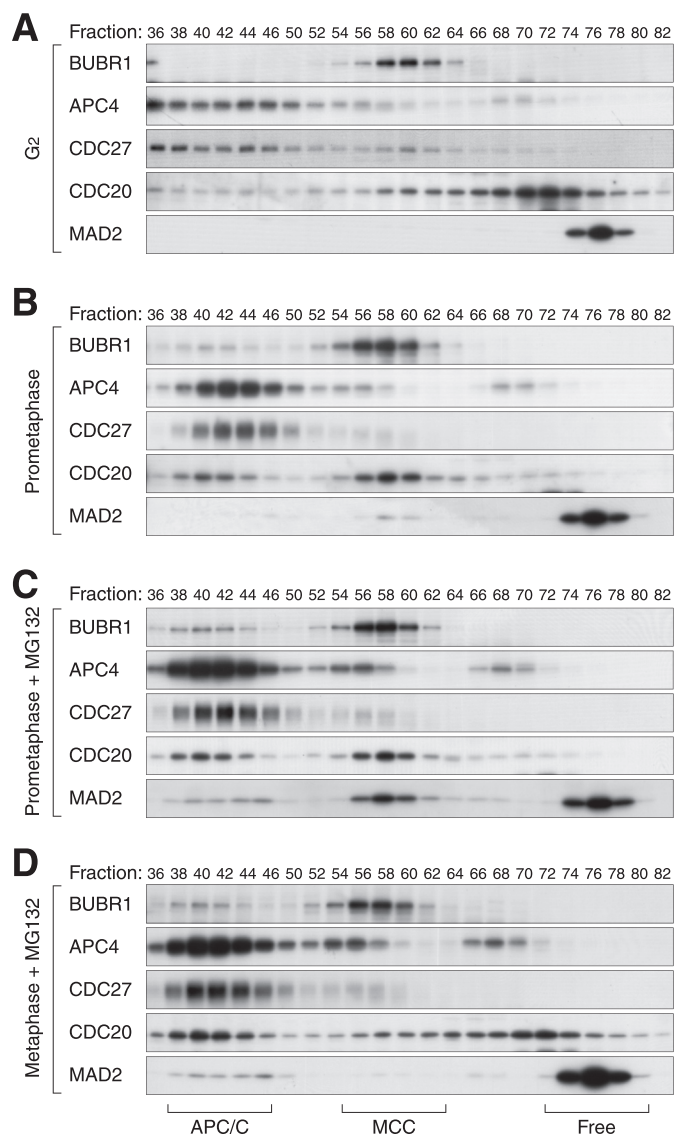 A
Fraction: 36 38 40 42 44 46 50 52 54 56 58 60 62 64 66 68 70 72 74 76 78 80 82
G2
BUBR1
APC4
CDC27
CDC20
MAD2
B
Fraction: 36 38 40 42 44 46 50 52 54 56 58 60 62 64 66 68 70 72 74 76 78 80 82
Prometaphase
BUBR1
APC4
CDC27
CDC20
MAD2
C
Fraction: 36 38 40 42 44 46 50 52 54 56 58 60 62 64 66 68 70 72 74 76 78 80 82
Prometaphase + MG132
BUBR1
APC4
CDC27
CDC20
MAD2
D
Fraction: 36 38 40 42 44 46 50 52 54 56 58 60 62 64 66 68 70 72 74 76 78 80 82
Metaphase + MG132
BUBR1
APC4
CDC27
CDC20
MAD2
APC/C MCC Free